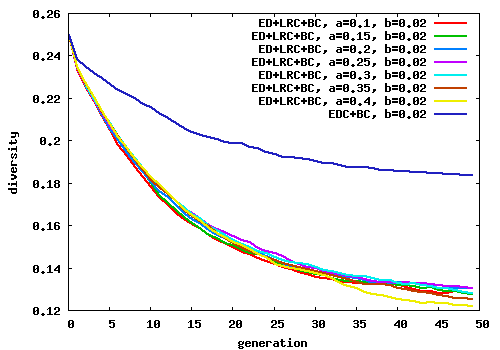 0.26
0.24
0.22
0.2
0.18
0.16
0.14
0.12
diversity
ED+LRC+BC, a=0.1, b=0.02
ED+LRC+BC, a=0.15, b=0.02
ED+LRC+BC, a=0.2, b=0.02
ED+LRC+BC, a=0.25, b=0.02
ED+LRC+BC, a=0.3, b=0.02
ED+LRC+BC, a=0.35, b=0.02
ED+LRC+BC, a=0.4, b=0.02
EDC+BC, b=0.02
0 5 10 15 20 25 30 35 40 45 50
generation